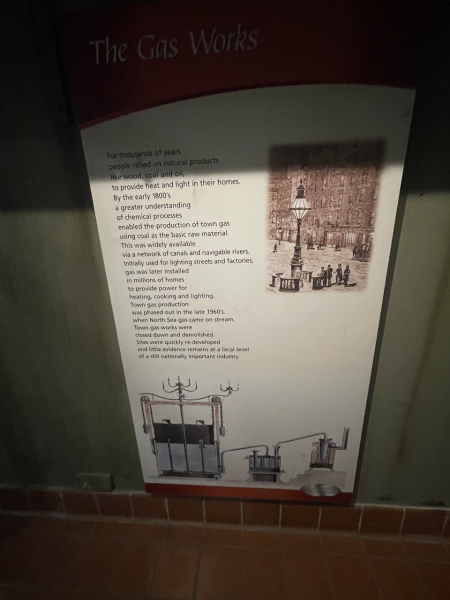 The Gas Works
For thousands of years
people relied on natural products
like wood, coal and oil,
to provide heat and light in their homes.
By the early 1800's
a greater understanding
of chemical processes
enabled the production of town gas
using coal as the basic raw material.
This was widely available
via a network of canals and navigable rivers.
Initially used for lighting streets and factories,
gas was later installed
in millions of homes
to provide power for
heating, cooking and lighting.
Town gas production
was phased out in the late 1960's
when North Sea gas came on stream.
Town gas works were
closed down and demolished.
Sites were quickly re-developed
and little evidence remains at a local level
of a still nationally important industry